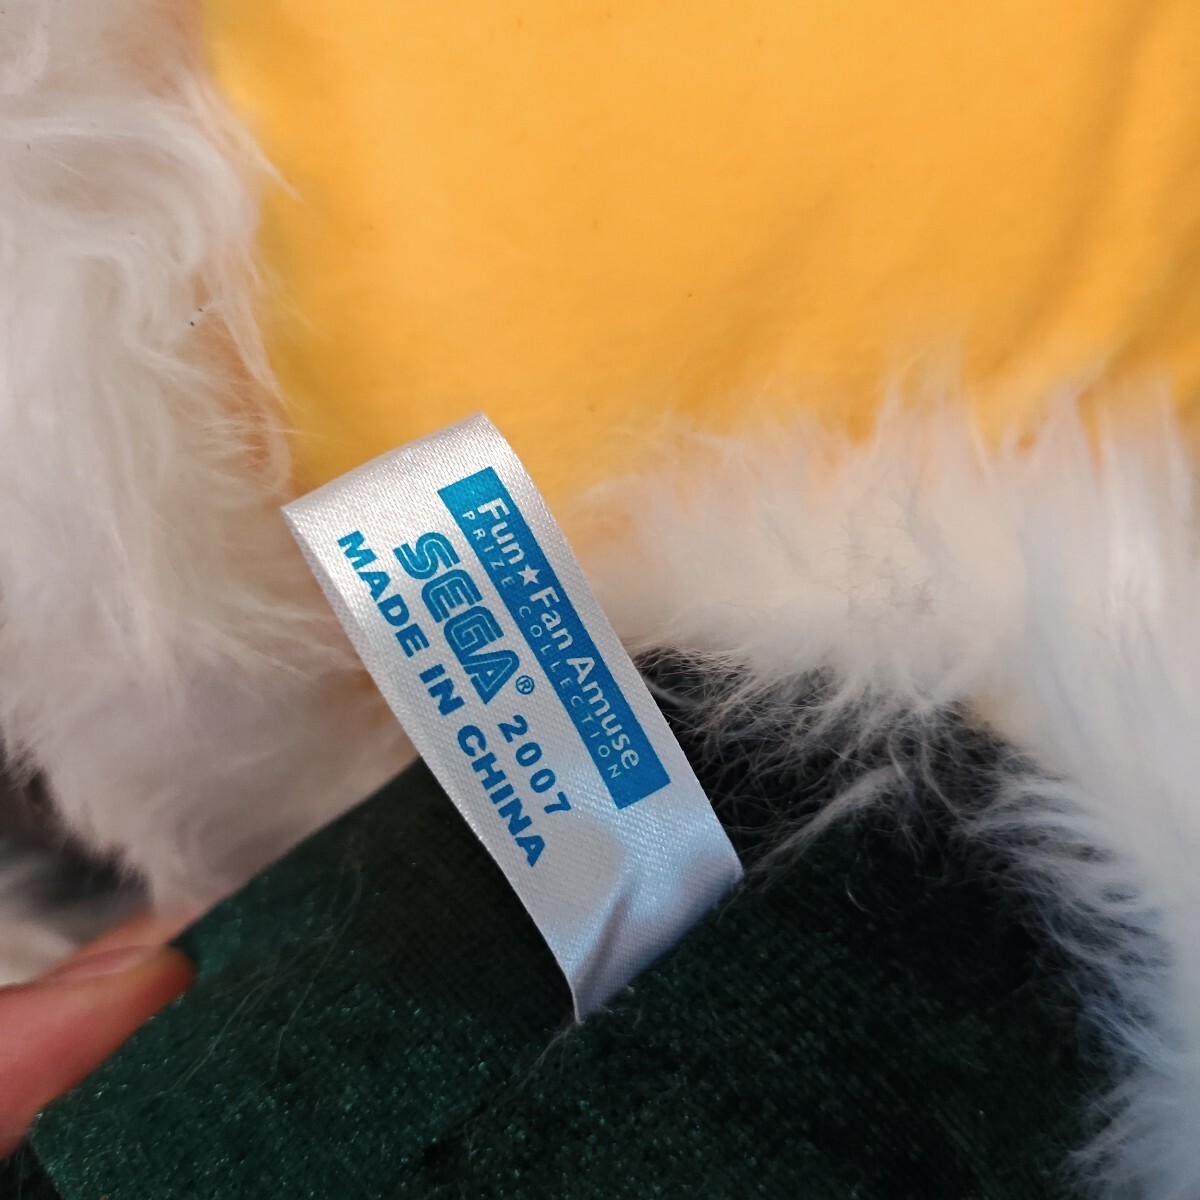 Fun★Fan Amuse
PRIZE COLLECTION
SEGA® 2007
MADE IN CHINA